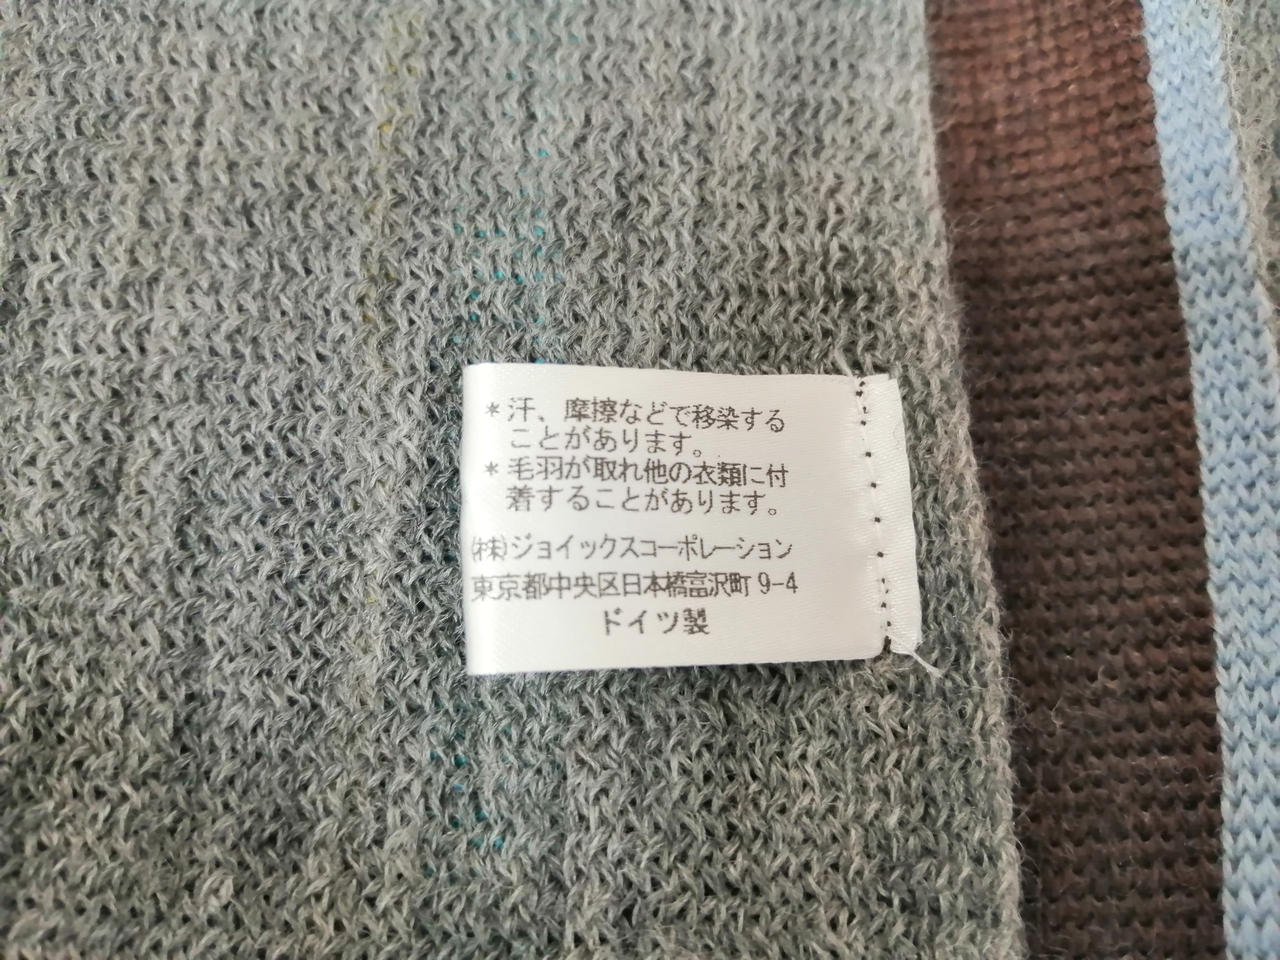 *汗、摩擦などで移染する
ことがあります。
*毛羽が取れ他の衣類に付
着することがあります。
(株)ジョイックスコーポレーション
東京都中央区日本橋富沢町 9-4
ドイツ製